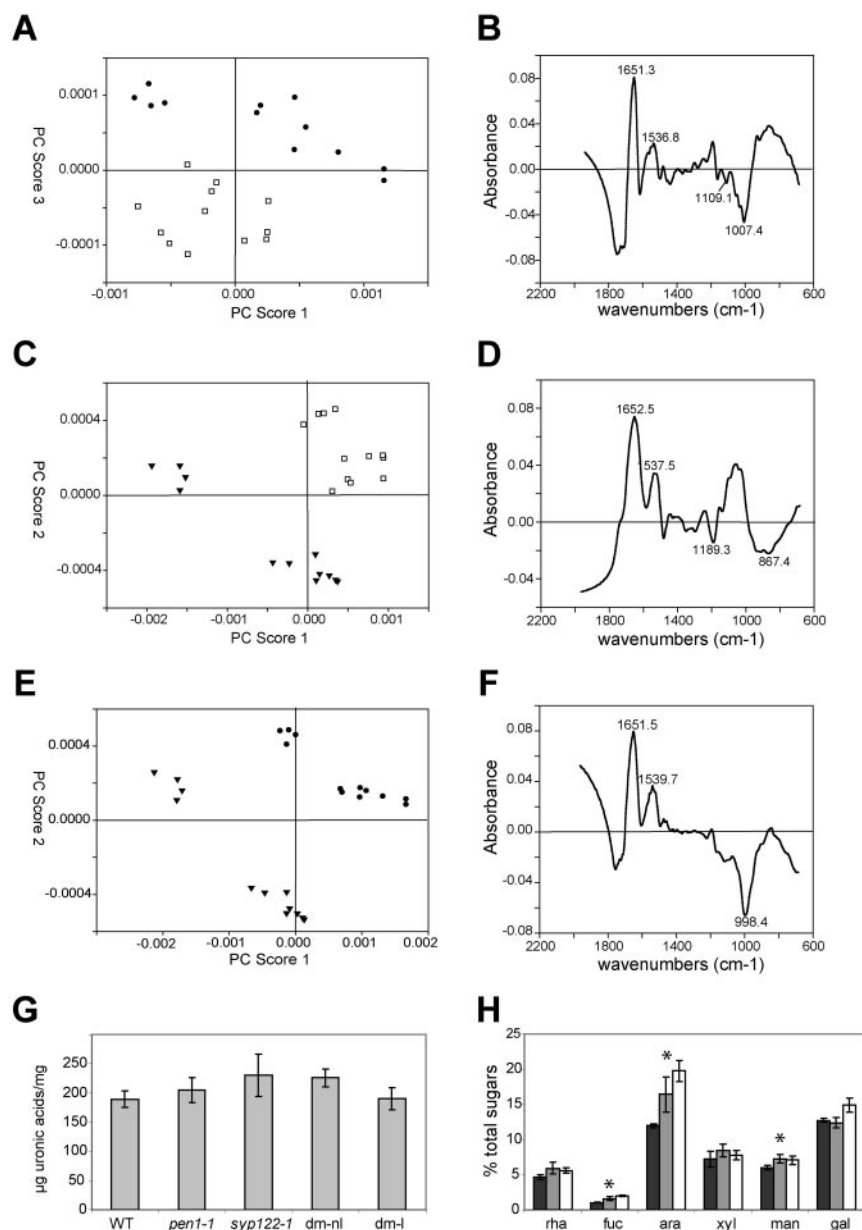 A
PC Score 3
0.0001
0.0000
-0.0001
-0.001 0.000 0.001
PC Score 1
B
Absorbance
0.08
0.04
0.00
-0.04
-0.08
1651.3
1536.8
1109.1
1007.4
2200 1800 1400 1000 600
wavenumbers (cm-1)
C
PC Score 2
0.0004
0.0000
-0.0004
-0.002 -0.001 0.000 0.001
PC Score 1
D
Absorbance
0.08
0.04
0.00
-0.04
1652.5
1537.5
1189.3
867.4
2200 1800 1400 1000 600
wavenumbers (cm-1)
E
PC Score 2
0.0004
0.0000
-0.0004
-0.002 -0.001 0.000 0.001 0.002
PC Score 1
F
Absorbance
0.08
0.04
0.00
-0.04
-0.08
1651.5
1539.7
998.4
2200 1800 1400 1000 600
wavenumbers (cm-1)
G
µg uronic acids/mg
250
200
150
100
50
0
WT pen1-1 syp122-1 dm-nl dm-l
H
% total sugars
25
20
15
10
5
0
* * *
rha fuc ara xyl man gal